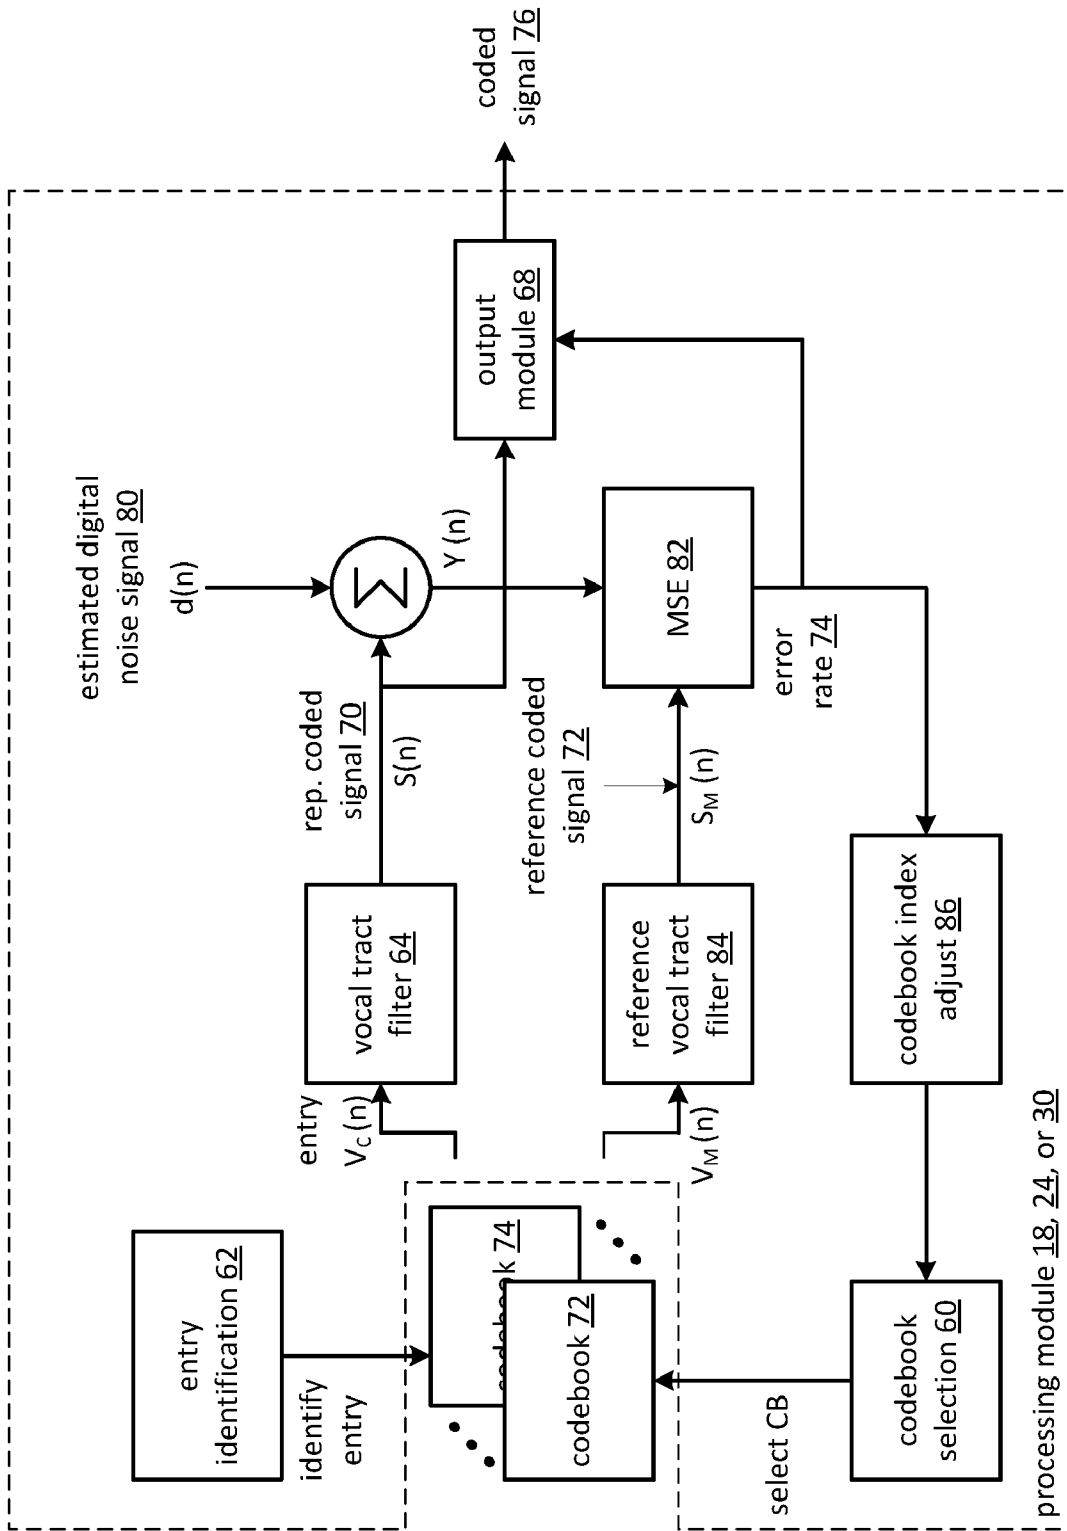 entry
identification 62
identify
entry
codebook 74
codebook 72
select CB
codebook
selection 60
processing module 18, 24, or 30
entry
VC (n)
vocal tract
filter 64
rep. coded
signal 70
S(n)
estimated digital
noise signal 80
d(n)
Σ
Y (n)
output
module 68
coded
signal 76
VM (n)
reference
vocal tract
filter 84
reference coded
signal 72
SM (n)
MSE 82
error
rate 74
codebook index
adjust 86